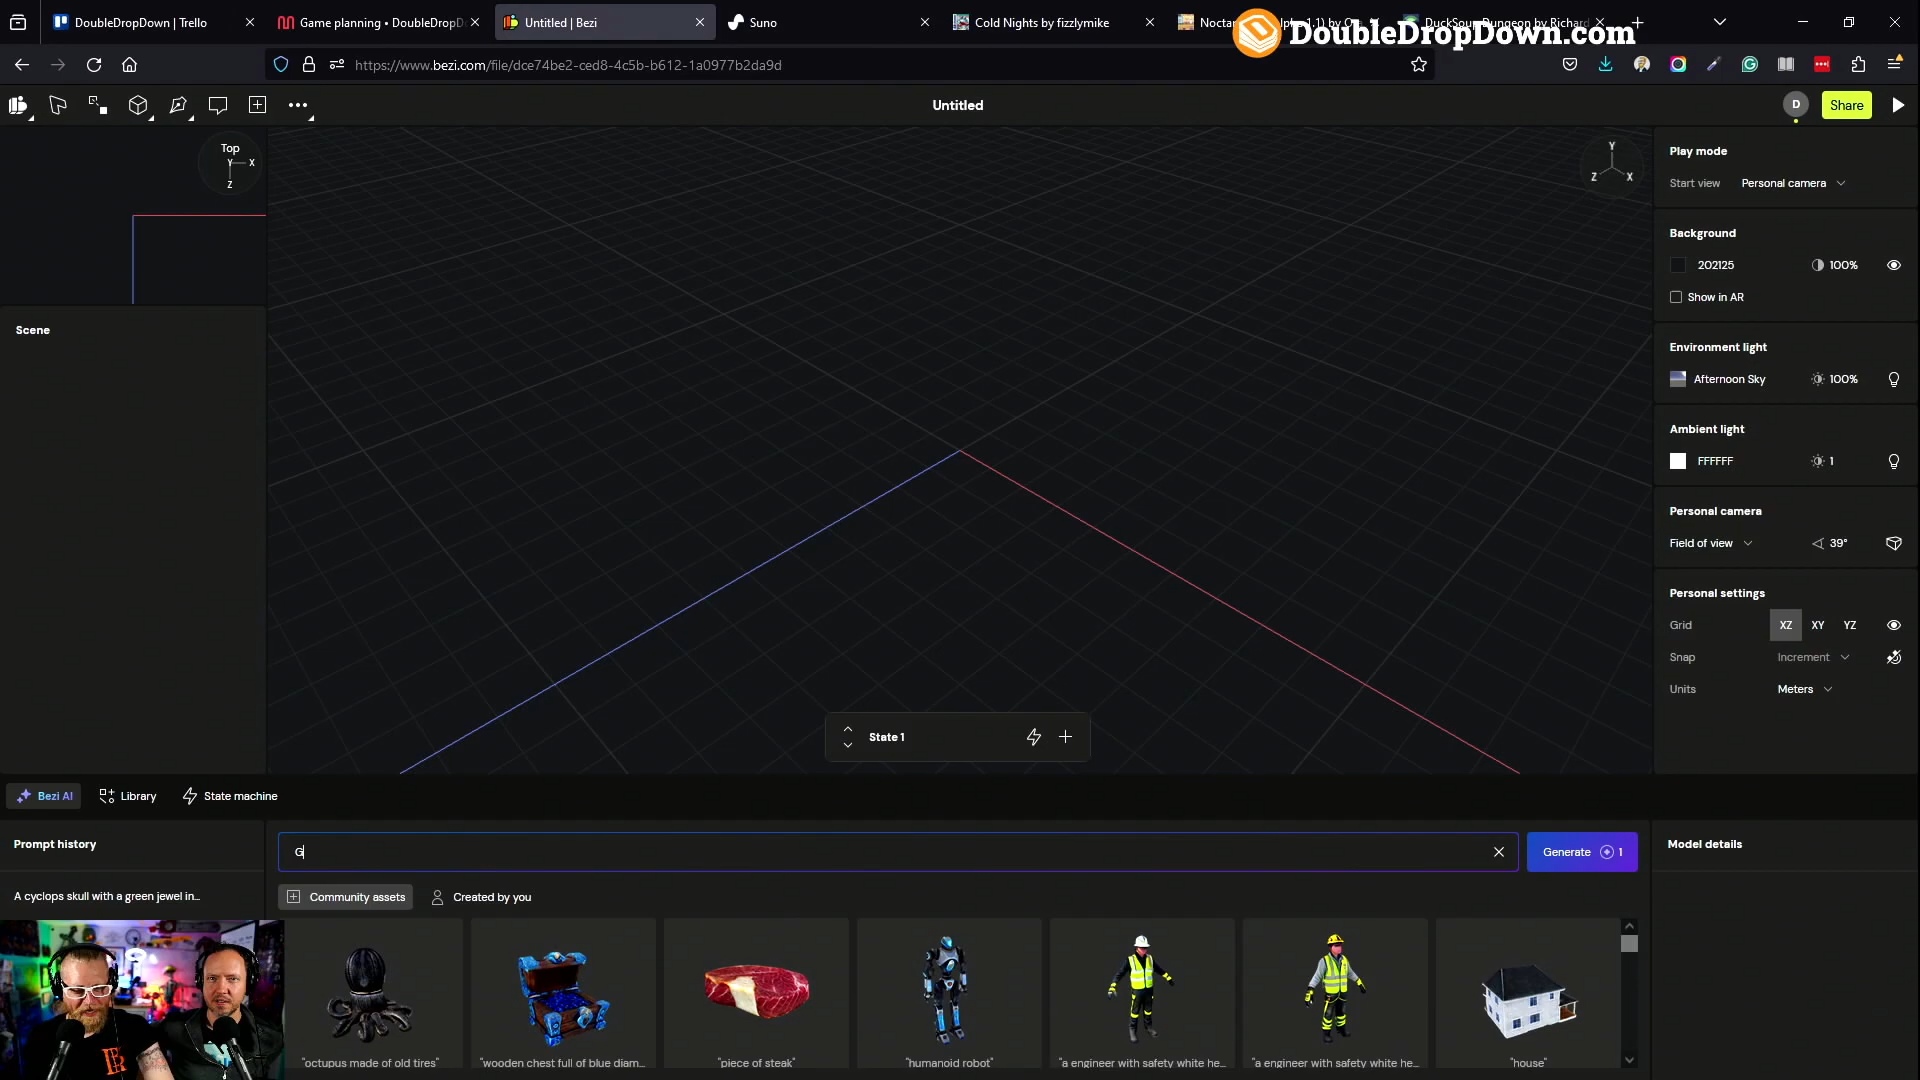 DoubleDropDown | Trello
Game planning • DoubleDropD
Untitled | Bezi
Suno
Cold Nights by fizzlymike
DuckSoup Dungeon by Richard
DoubleDropDown.com
https://www.bezi.com/file/dce74be2-ced8-4c5b-b612-1a0977b2da9d
Untitled
D
Share
Top
Y
X
Z
Y
Z
X
Scene
Play mode
Start view
Personal camera
Background
202125
100%
Show in AR
Environment light
Afternoon Sky
100%
Ambient light
FFFFFF
1
Personal camera
Field of view
39°
Personal settings
Grid
XZ
XY
YZ
Snap
Increment
Units
Meters
State 1
Bezi AI
Library
State machine
Prompt history
G
Generate
1
Model details
A cyclops skull with a green jewel in...
Community assets
Created by you
"octupus made of old tires"
"wooden chest full of blue diam...
"piece of steak"
"humanoid robot"
"a engineer with safety white he...
"a engineer with safety white he...
"house"